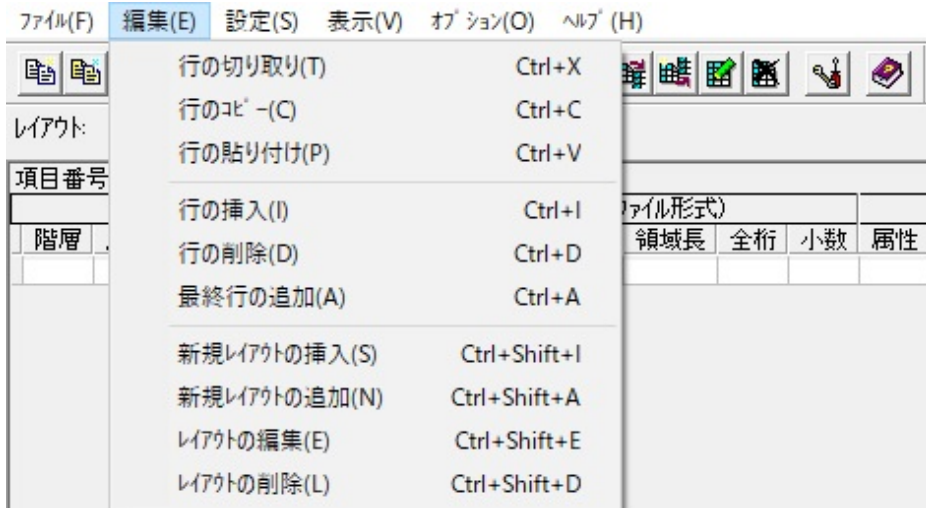 ﾌｧｲﾙ(F) 編集(E) 設定(S) 表示(V) ｵﾌﾟｼｮﾝ(O) ﾍﾙﾌﾟ(H)
行の切り取り(T) Ctrl+X
行のｺﾋﾟｰ(C) Ctrl+C
ﾚｲｱｳﾄ:
行の貼り付け(P) Ctrl+V
項目番号
行の挿入(I) Ctrl+I
ｧｲﾙ形式)
階層 領域長 全桁 小数 属性
行の削除(D) Ctrl+D
最終行の追加(A) Ctrl+A
新規ﾚｲｱｳﾄの挿入(S) Ctrl+Shift+I
新規ﾚｲｱｳﾄの追加(N) Ctrl+Shift+A
ﾚｲｱｳﾄの編集(E) Ctrl+Shift+E
ﾚｲｱｳﾄの削除(L) Ctrl+Shift+D